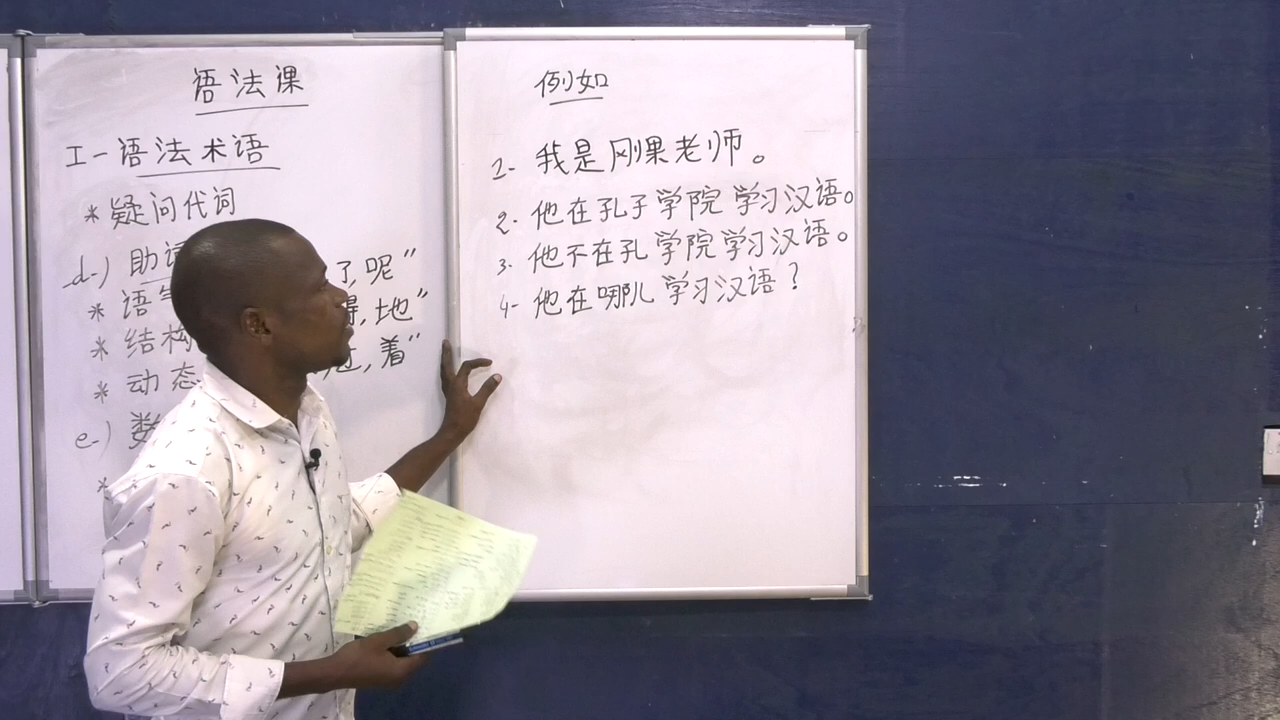 语法课
I-语法术语
* 疑问代词
d-) 助词 了, 呢"
* 语气 得, 地"
* 结构 过, 着"
* 动态
e-) 数
*
例如
1- 我是刚果老师。
2- 他在孔子学院 学习汉语。
3. 他不在孔 学院学习汉语。
4- 他在哪儿 学习汉语？